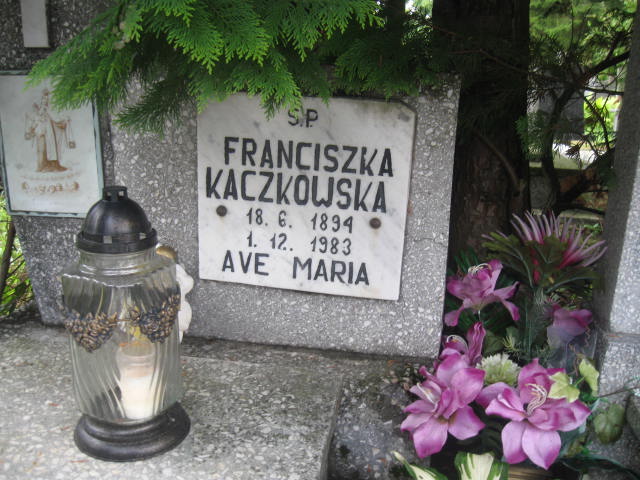 Ś.P.
FRANCISZKA
KACZKOWSKA
18. 6. 1894
1. 12. 1983
AVE MARIA